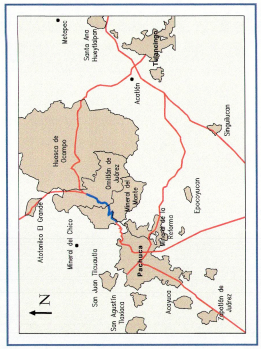 Metepec
Santa Ana
Hueytlalpan
Tulancingo
Acatlán
Huasca de
Ocampo
Omitlán de
Juárez
Singuilucan
Atotonilco El Grande
Mineral del
Monte
Epazoyucan
Mineral del Chico
Mineral de la
Reforma
San Juan Tilcuautla
Pachuca
San Agustín
Tlaxiaca
Acayuca
Zapotlán de
Juárez
N